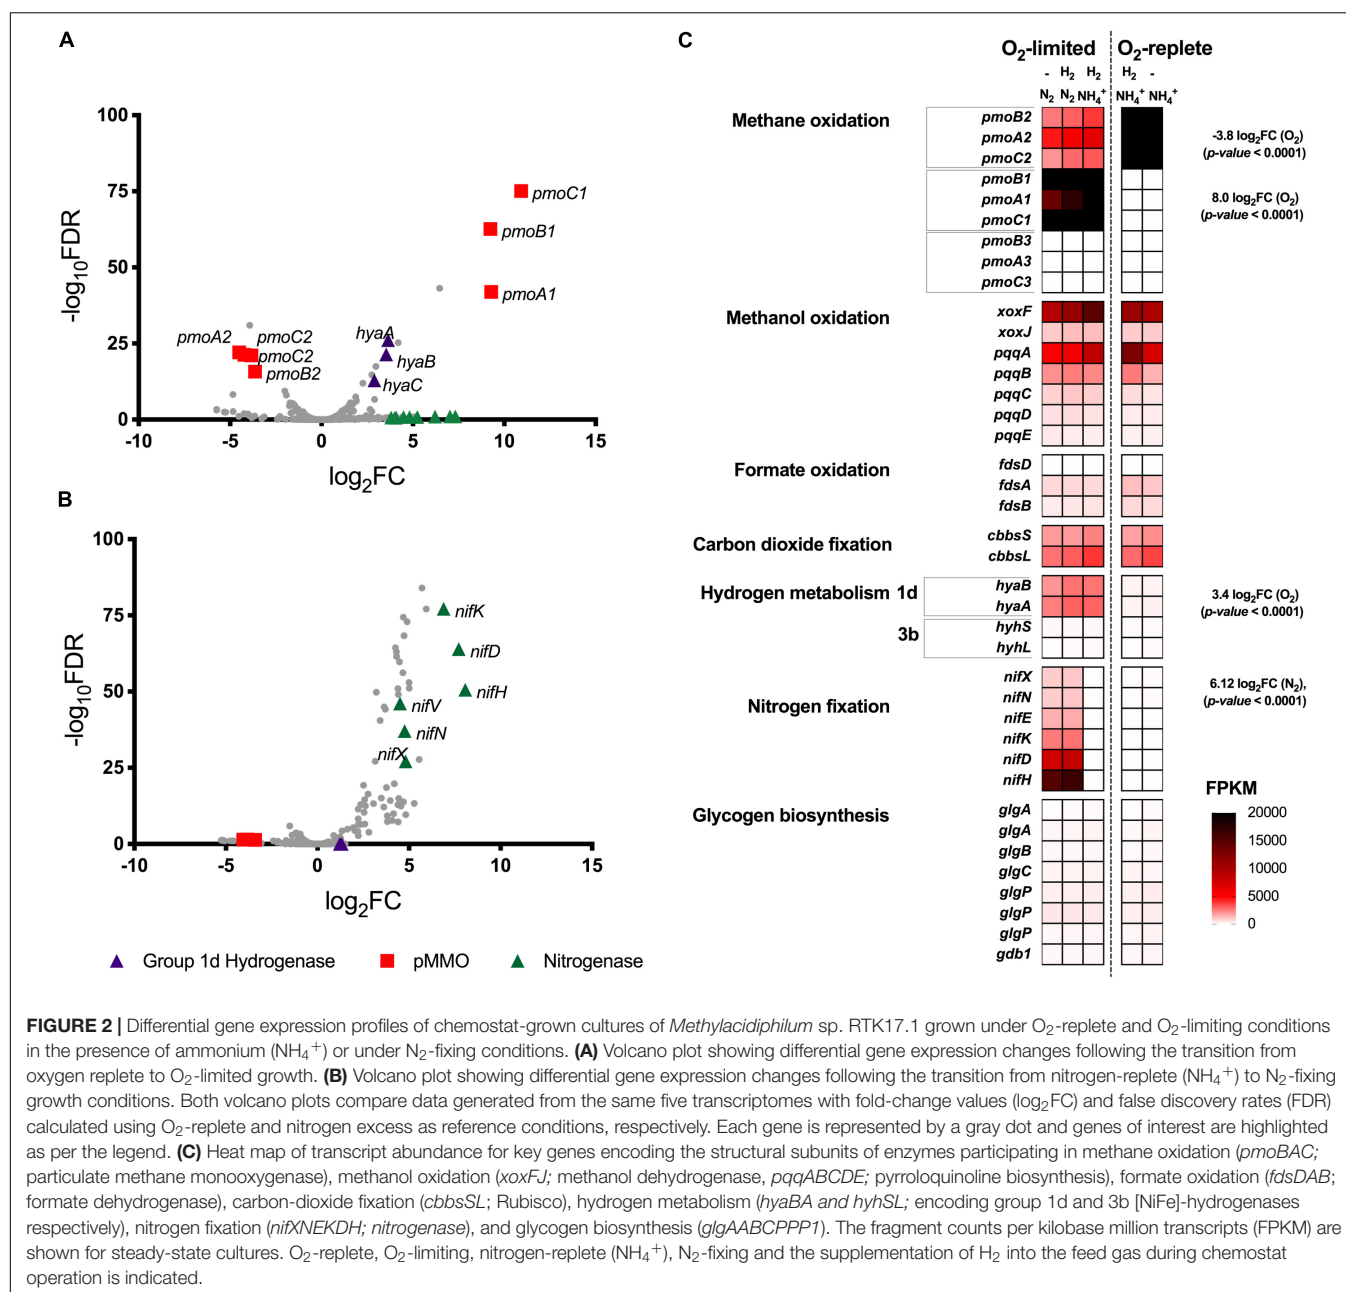 A
100
75
50
25
0
-log10FDR
-10
-5
0
5
10
15
log2FC
pmoC1
pmoB1
pmoA1
pmoA2
pmoC2
pmoC2
pmoB2
hyaA
hyaB
hyaC
B
100
75
50
25
0
-log10FDR
-10
-5
0
5
10
15
log2FC
nifK
nifD
nifH
nifV
nifN
nifX
Group 1d Hydrogenase
pMMO
Nitrogenase
C
O2-limited
O2-replete
- H2 H2 H2 -
N2 N2 NH4+ NH4+ NH4+
Methane oxidation
pmoB2
pmoA2
pmoC2
-3.8 log2FC (O2)
(p-value < 0.0001)
pmoB1
pmoA1
pmoC1
8.0 log2FC (O2)
(p-value < 0.0001)
pmoB3
pmoA3
pmoC3
Methanol oxidation
xoxF
xoxJ
pqqA
pqqB
pqqC
pqqD
pqqE
Formate oxidation
fdsD
fdsA
fdsB
Carbon dioxide fixation
cbbsS
cbbsL
Hydrogen metabolism 1d
hyaB
hyaA
3.4 log2FC (O2)
(p-value < 0.0001)
3b
hyhS
hyhL
Nitrogen fixation
nifX
nifN
nifE
nifK
nifD
nifH
6.12 log2FC (N2),
(p-value < 0.0001)
Glycogen biosynthesis
glgA
glgA
glgB
glgC
glgP
glgP
glgP
gdb1
FPKM
20000
15000
10000
5000
0
FIGURE 2 | Differential gene expression profiles of chemostat-grown cultures of Methylacidiphilum sp. RTK17.1 grown under O2-replete and O2-limiting conditions
in the presence of ammonium (NH4+) or under N2-fixing conditions. (A) Volcano plot showing differential gene expression changes following the transition from
oxygen replete to O2-limited growth. (B) Volcano plot showing differential gene expression changes following the transition from nitrogen-replete (NH4+) to N2-fixing
growth conditions. Both volcano plots compare data generated from the same five transcriptomes with fold-change values (log2FC) and false discovery rates (FDR)
calculated using O2-replete and nitrogen excess as reference conditions, respectively. Each gene is represented by a gray dot and genes of interest are highlighted
as per the legend. (C) Heat map of transcript abundance for key genes encoding the structural subunits of enzymes participating in methane oxidation (pmoBAC;
particulate methane monooxygenase), methanol oxidation (xoxFJ; methanol dehydrogenase, pqqABCDE; pyrroloquinoline biosynthesis), formate oxidation (fdsDAB;
formate dehydrogenase), carbon-dioxide fixation (cbbsSL; Rubisco), hydrogen metabolism (hyaBA and hyhSL; encoding group 1d and 3b [NiFe]-hydrogenases
respectively), nitrogen fixation (nifXNEKDH; nitrogenase), and glycogen biosynthesis (glgAABCPPP1). The fragment counts per kilobase million transcripts (FPKM) are
shown for steady-state cultures. O2-replete, O2-limiting, nitrogen-replete (NH4+), N2-fixing and the supplementation of H2 into the feed gas during chemostat
operation is indicated.